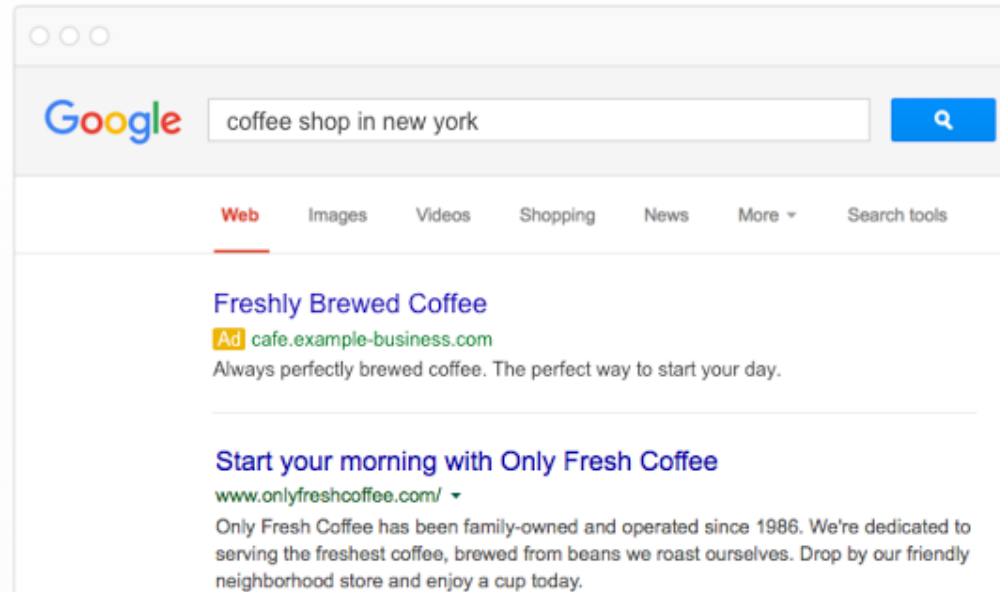 Google
coffee shop in new york
Web Images Videos Shopping News More Search tools
Freshly Brewed Coffee
Ad cafe.example-business.com
Always perfectly brewed coffee. The perfect way to start your day.
Start your morning with Only Fresh Coffee
www.onlyfreshcoffee.com/
Only Fresh Coffee has been family-owned and operated since 1986. We're dedicated to
serving the freshest coffee, brewed from beans we roast ourselves. Drop by our friendly
neighborhood store and enjoy a cup today.